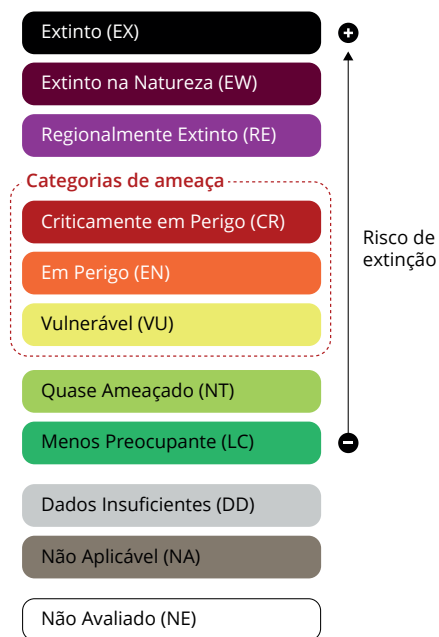 Extinto (EX)
Extinto na Natureza (EW)
Regionalmente Extinto (RE)
Categorias de ameaça
Criticamente em Perigo (CR)
Em Perigo (EN)
Vulnerável (VU)
Quase Ameaçado (NT)
Menos Preocupante (LC)
Dados Insuficientes (DD)
Não Aplicável (NA)
Não Avaliado (NE)
+
Risco de
extinção
-